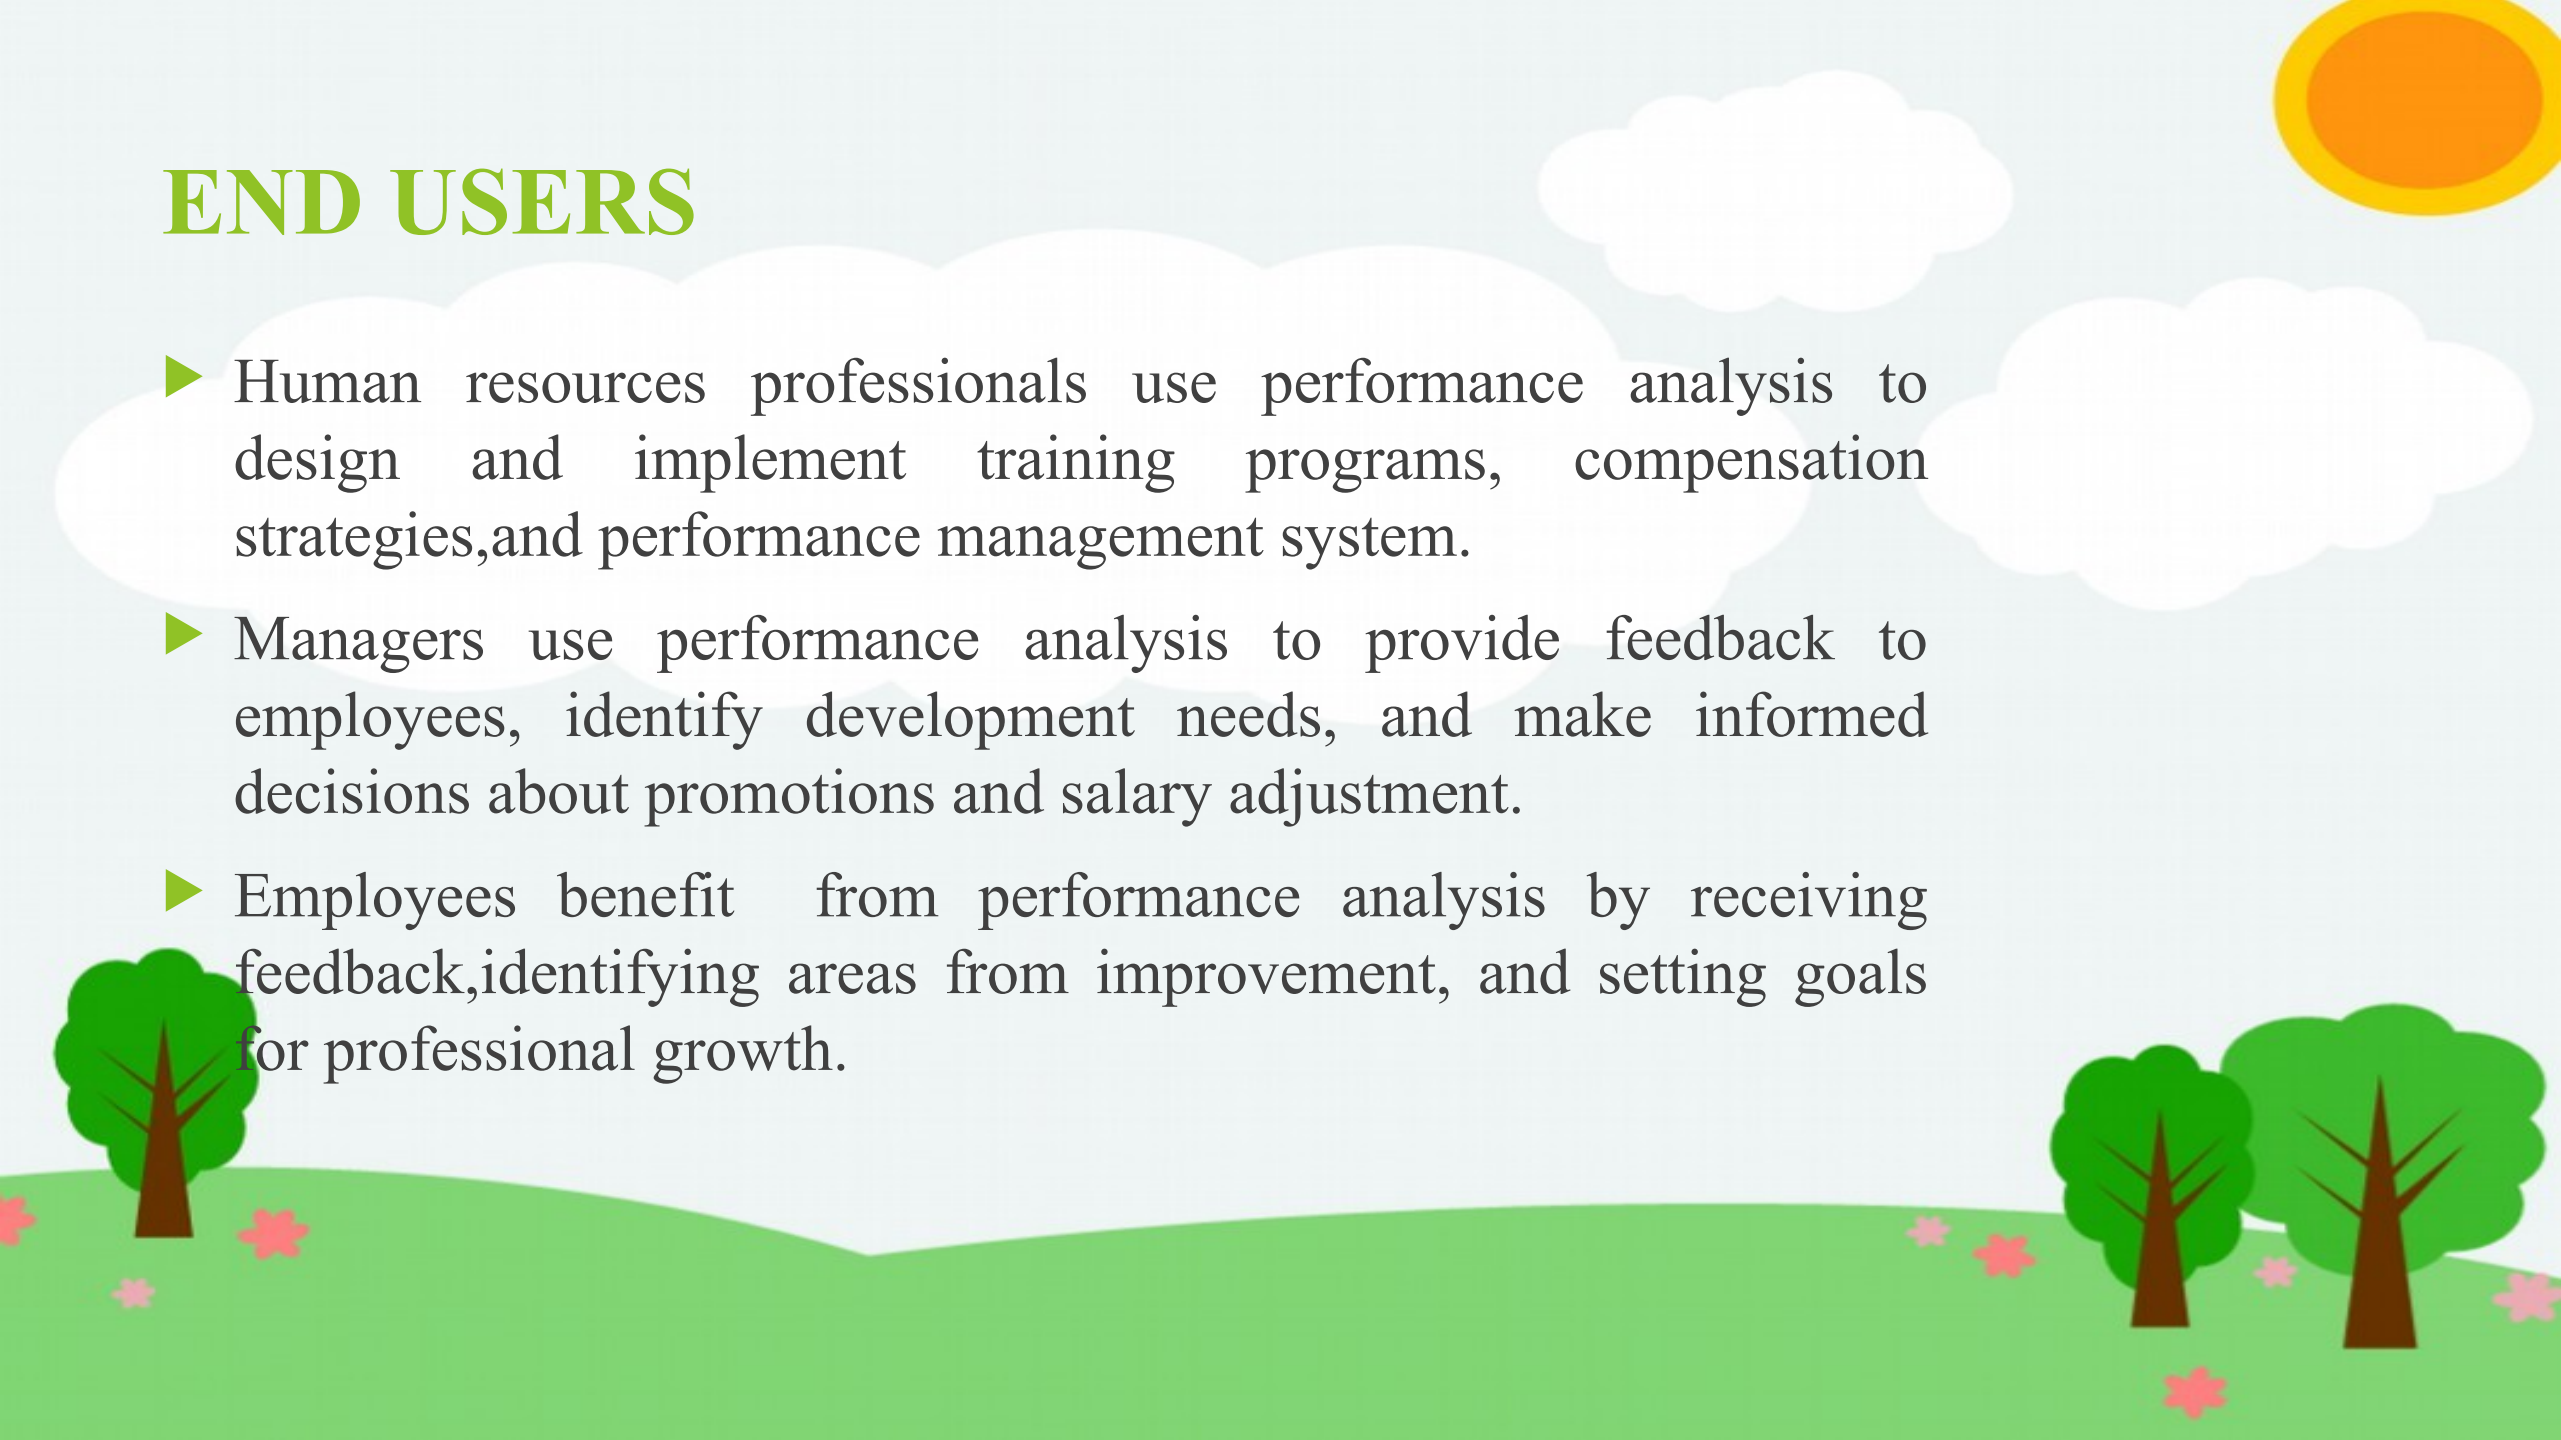 END USERS
Human resources professionals use performance analysis to
design and implement training programs, compensation
strategies,and performance management system.
Managers use performance analysis to provide feedback to
employees, identify development needs, and make informed
decisions about promotions and salary adjustment.
Employees benefit from performance analysis by receiving
feedback,identifying areas from improvement, and setting goals
for professional growth.